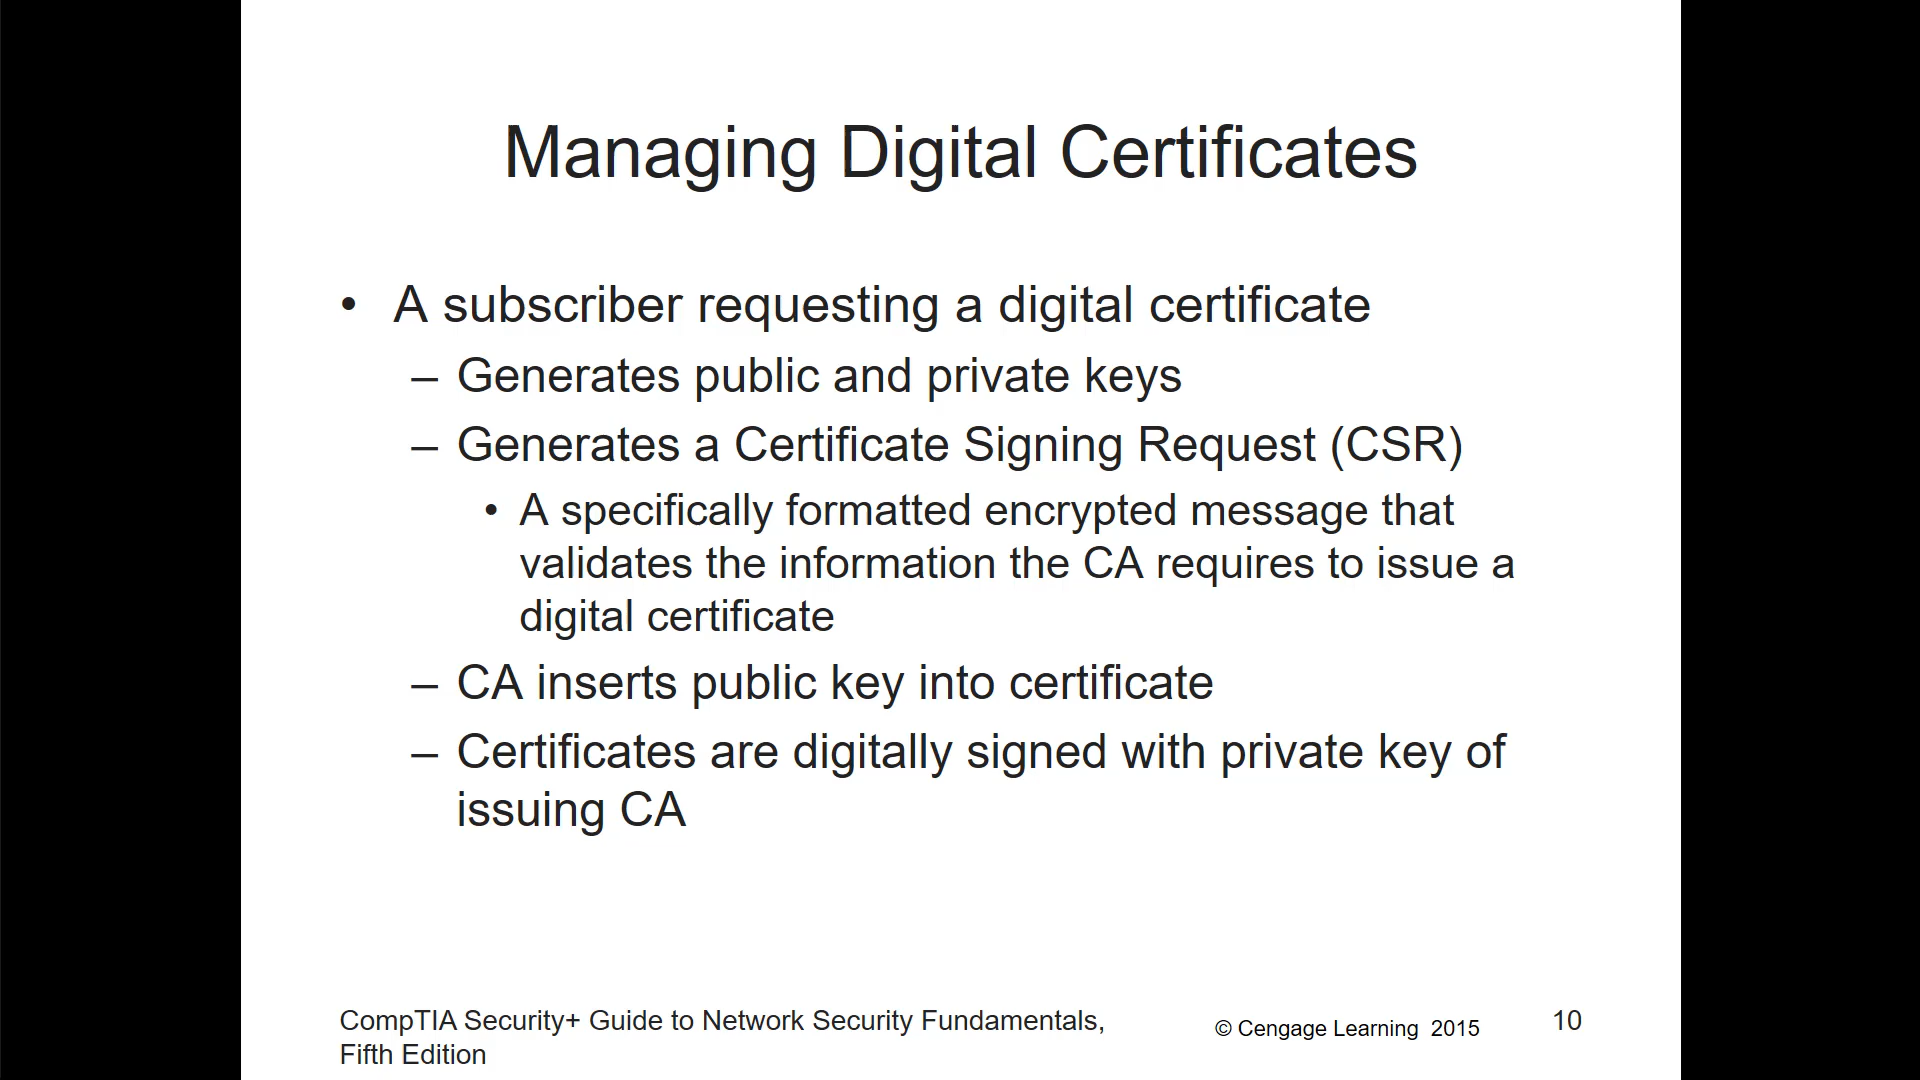 Managing Digital Certificates
• A subscriber requesting a digital certificate
– Generates public and private keys
– Generates a Certificate Signing Request (CSR)
• A specifically formatted encrypted message that
validates the information the CA requires to issue a
digital certificate
– CA inserts public key into certificate
– Certificates are digitally signed with private key of
issuing CA
CompTIA Security+ Guide to Network Security Fundamentals,
Fifth Edition
© Cengage Learning 2015
10